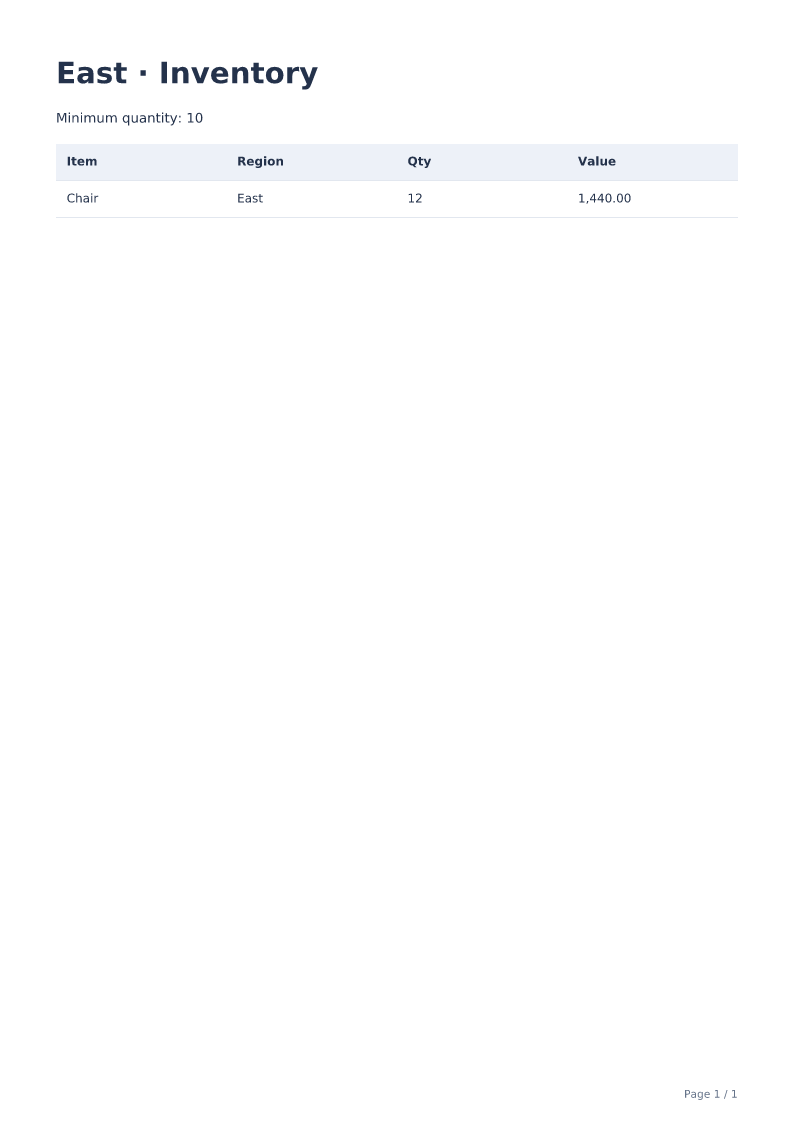 East · Inventory
Minimum quantity: 10
Item Region Qty Value
Chair East 12 1,440.00
Page 1 / 1